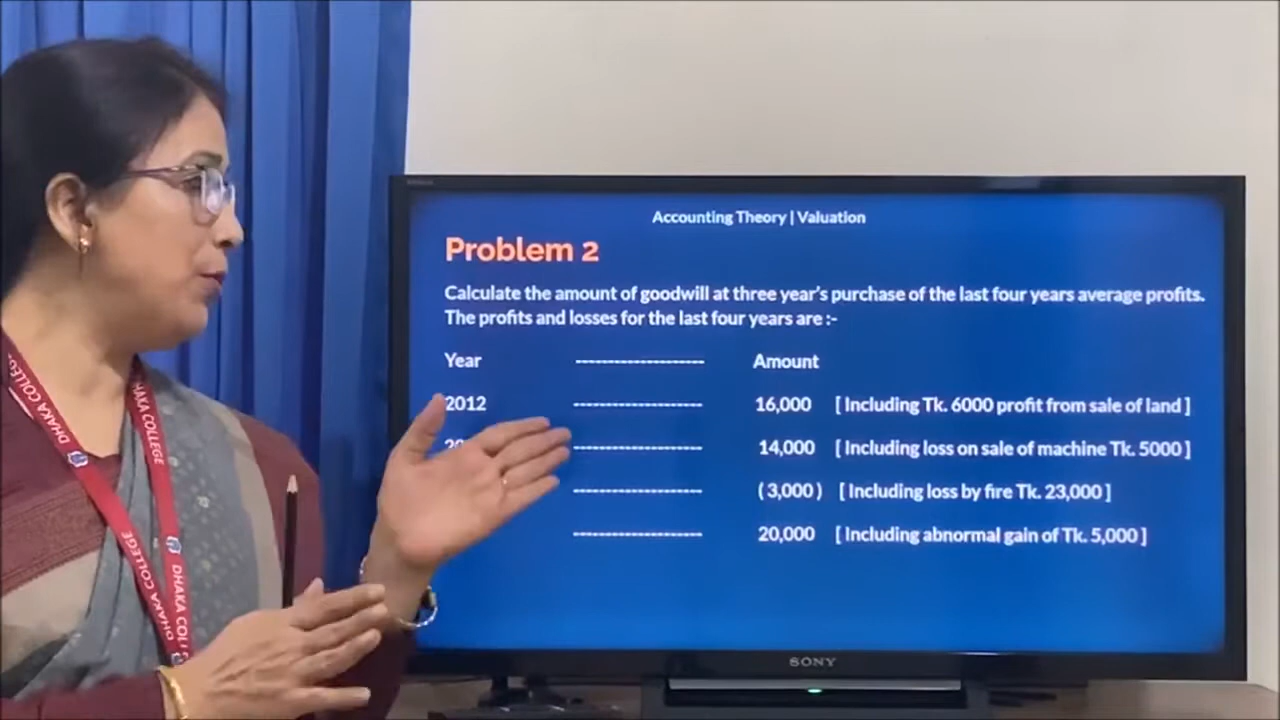 Accounting Theory | Valuation
Problem 2
Calculate the amount of goodwill at three year's purchase of the last four years average profits.
The profits and losses for the last four years are :-
Year ---------------------- Amount
2012 ---------------------- 16,000 [ Including Tk. 6000 profit from sale of land ]
---------------------- 14,000 [ Including loss on sale of machine Tk. 5000 ]
---------------------- ( 3,000 ) [ Including loss by fire Tk. 23,000 ]
---------------------- 20,000 [ Including abnormal gain of Tk. 5,000 ]
SONY
DHAKA COLLEGE
DHAKA COLLEGE
DHAKA COLLEGE